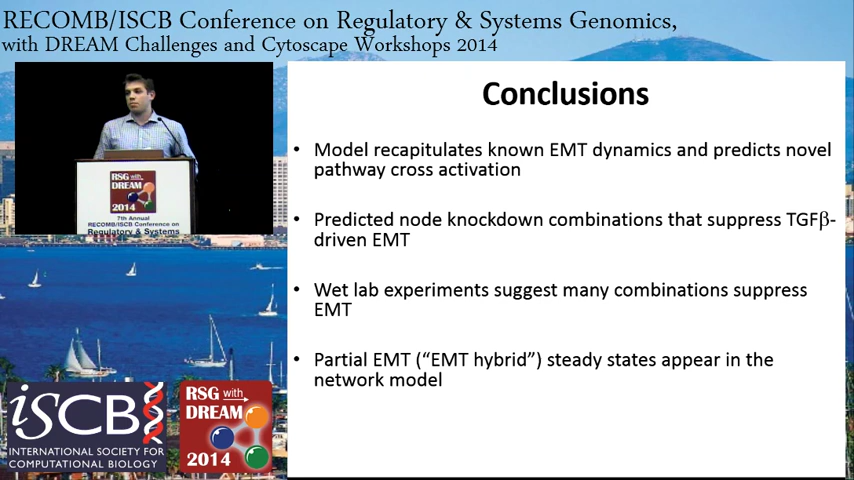 RECOMB/ISCB Conference on Regulatory & Systems Genomics,
with DREAM Challenges and Cytoscape Workshops 2014
RSG with
DREAM
2014
7th Annual
RECOMB/ISCB Conference on
Regulatory & Systems
Conclusions
• Model recapitulates known EMT dynamics and predicts novel
pathway cross activation
• Predicted node knockdown combinations that suppress TGFβ-
driven EMT
• Wet lab experiments suggest many combinations suppress
EMT
• Partial EMT (“EMT hybrid”) steady states appear in the
network model
iSCB
INTERNATIONAL SOCIETY FOR
COMPUTATIONAL BIOLOGY
RSG with
DREAM
2014